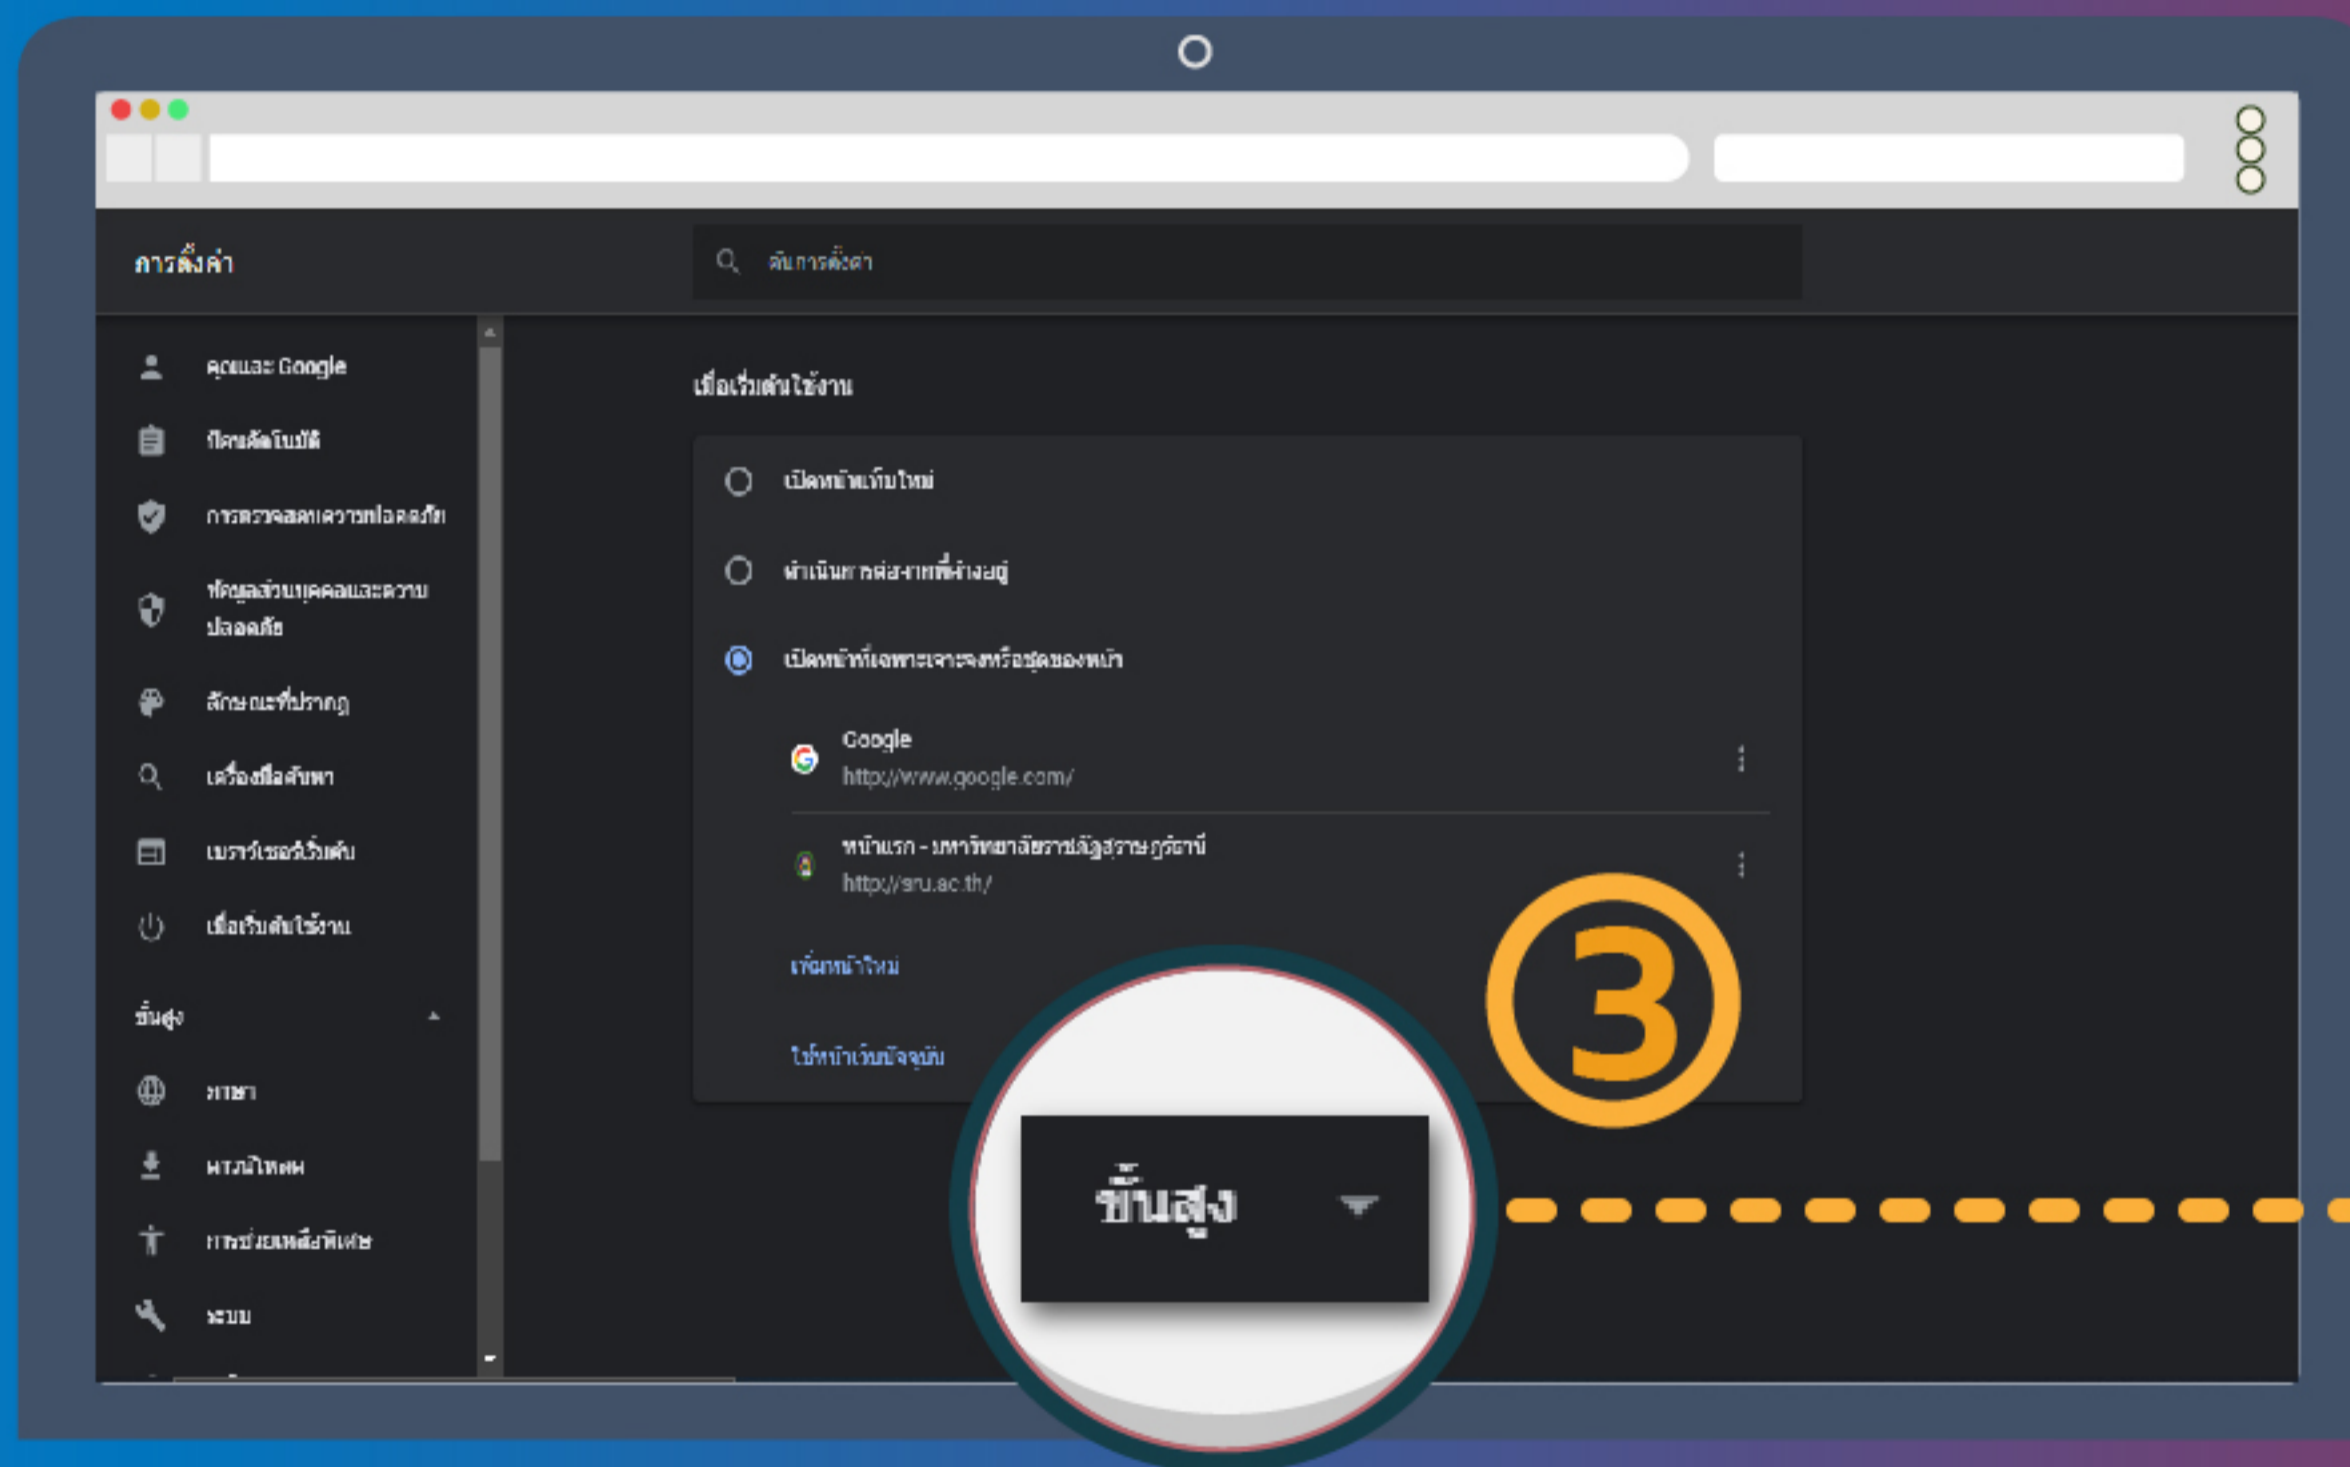 การตั้งค่า
ค้นการตั้งค่า
คุณและ Google
ป้อนอัตโนมัติ
การตรวจสอบความปลอดภัย
ข้อมูลส่วนบุคคลและความ
ปลอดภัย
ลักษณะที่ปรากฏ
เครื่องมือค้นหา
เบราว์เซอร์เริ่มต้น
เมื่อเริ่มต้นใช้งาน
ขั้นสูง
ภาษา
ดาวน์โหลด
การช่วยเหลือพิเศษ
ระบบ
เมื่อเริ่มต้นใช้งาน
เปิดหน้าแท็บใหม่
ดำเนินการต่อจากที่ค้างอยู่
เปิดหน้าที่เฉพาะเจาะจงหรือชุดของหน้า
Google
http://www.google.com/
หน้าแรก - มหาวิทยาลัยราชภัฏสุราษฎร์ธานี
http://sru.ac.th/
เพิ่มหน้าใหม่
ใช้หน้าเว็บปัจจุบัน
3
ขั้นสูง